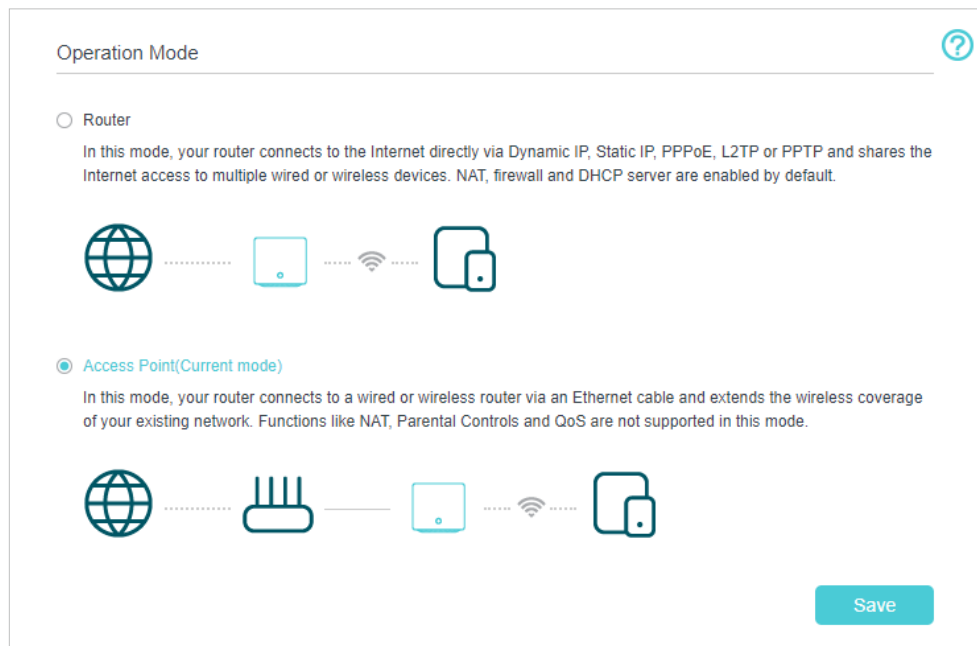 Operation Mode
?
Router
In this mode, your router connects to the Internet directly via Dynamic IP, Static IP, PPPoE, L2TP or PPTP and shares the
Internet access to multiple wired or wireless devices. NAT, firewall and DHCP server are enabled by default.
Access Point(Current mode)
In this mode, your router connects to a wired or wireless router via an Ethernet cable and extends the wireless coverage
of your existing network. Functions like NAT, Parental Controls and QoS are not supported in this mode.
Save